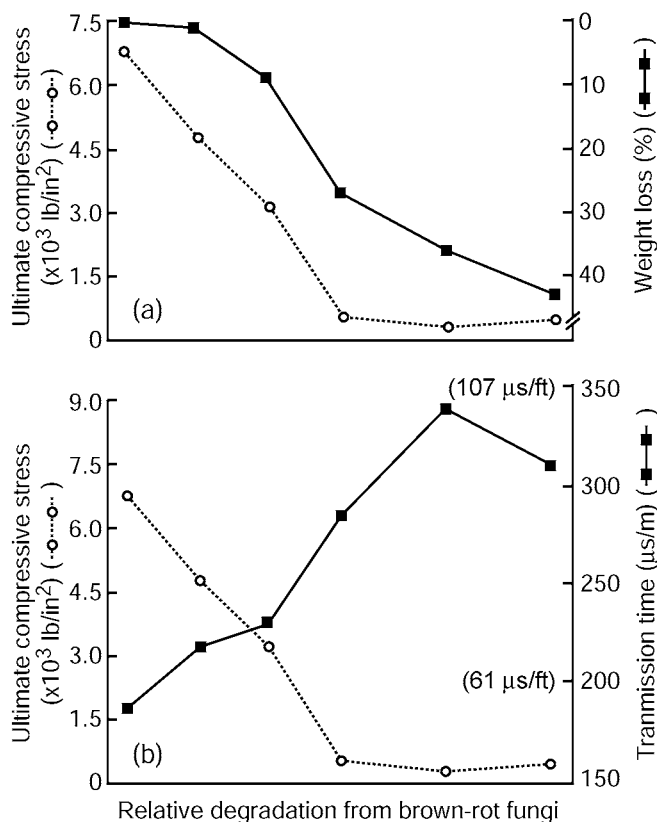 7.5
6.0
4.5
3.0
1.5
0
Ultimate compressive stress
(x10³ lb/in²) ( )
(a)
0
10
20
30
40
Weight loss (%) ( )
9.0
7.5
6.0
4.5
3.0
1.5
0
Ultimate compressive stress
(x10³ lb/in²) ( )
(b)
(107 μs/ft)
(61 μs/ft)
350
300
250
200
150
Tranmission time (μs/m) ( )
Relative degradation from brown-rot fungi